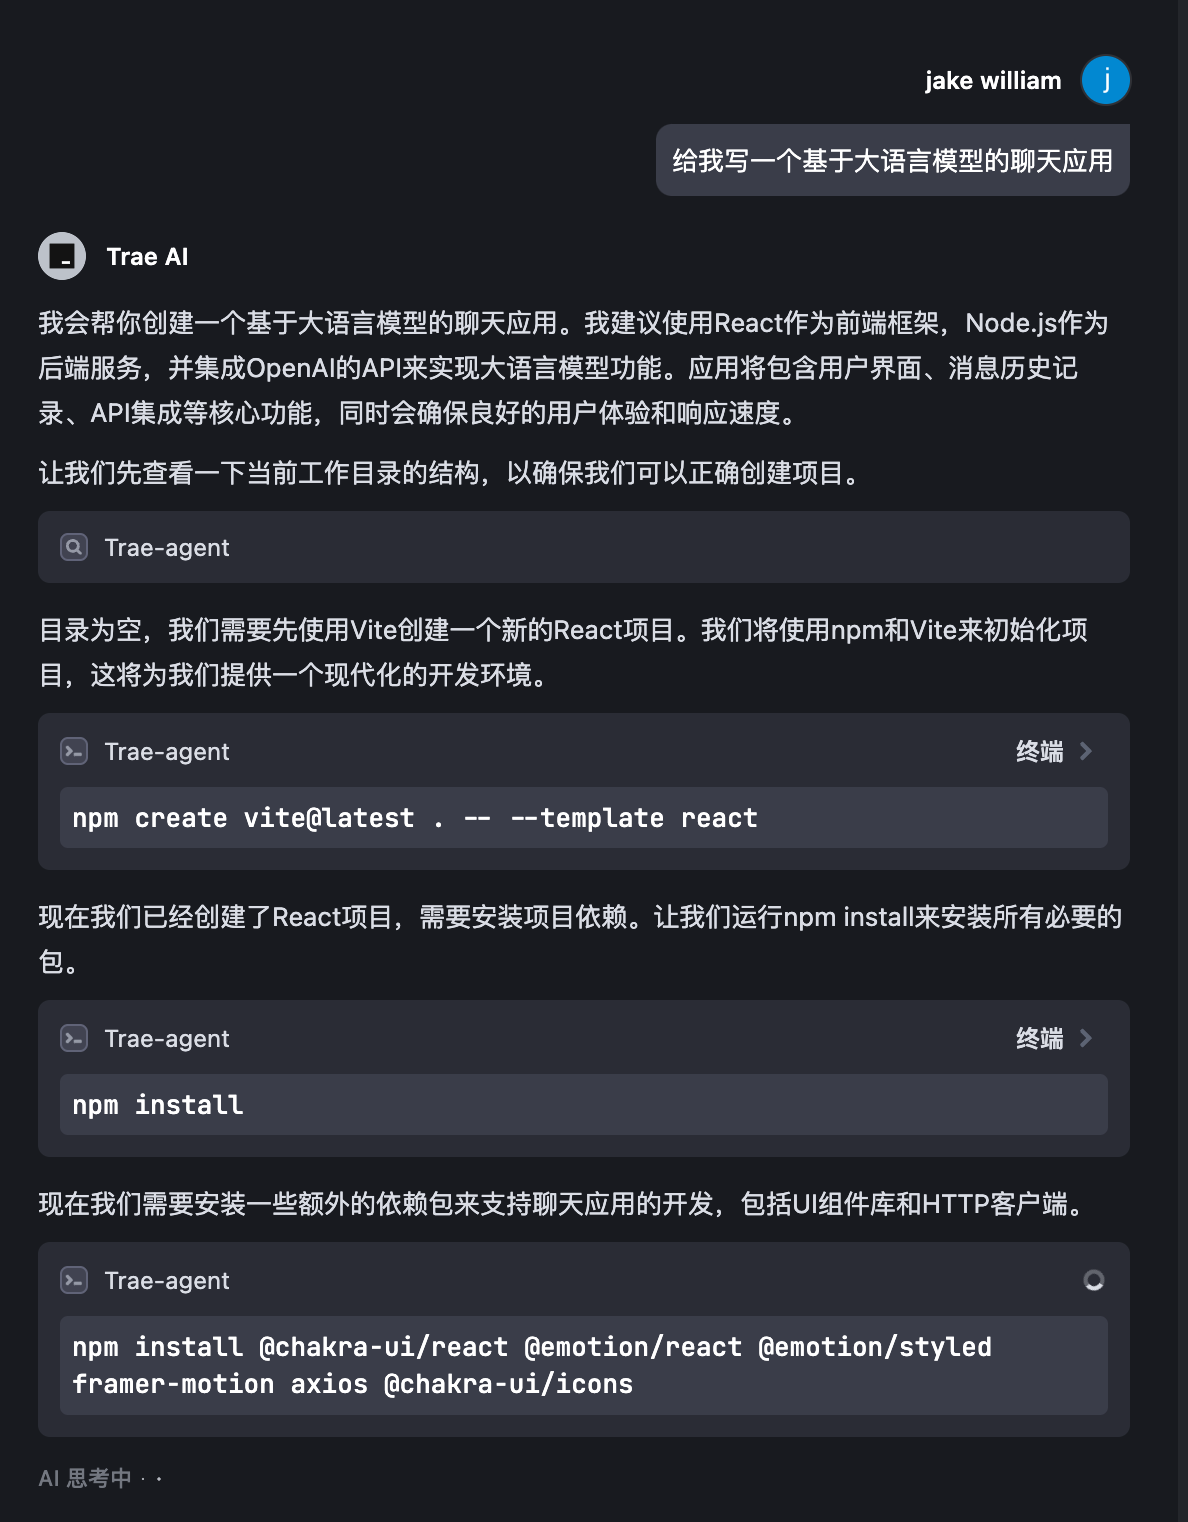 jake william
j
给我写一个基于大语言模型的聊天应用
Trae AI
我会帮你创建一个基于大语言模型的聊天应用。我建议使用React作为前端框架，Node.js作为
后端服务，并集成OpenAI的API来实现大语言模型功能。应用将包含用户界面、消息历史记
录、API集成等核心功能，同时会确保良好的用户体验和响应速度。
让我们先查看一下当前工作目录的结构，以确保我们可以正确创建项目。
Trae-agent
目录为空，我们需要先使用Vite创建一个新的React项目。我们将使用npm和Vite来初始化项
目，这将为我们提供一个现代化的开发环境。
Trae-agent 终端
npm create vite@latest . -- --template react
现在我们已经创建了React项目，需要安装项目依赖。让我们运行npm install来安装所有必要的
包。
Trae-agent 终端
npm install
现在我们需要安装一些额外的依赖包来支持聊天应用的开发，包括UI组件库和HTTP客户端。
Trae-agent
npm install @chakra-ui/react @emotion/react @emotion/styled
framer-motion axios @chakra-ui/icons
AI 思考中 · ·